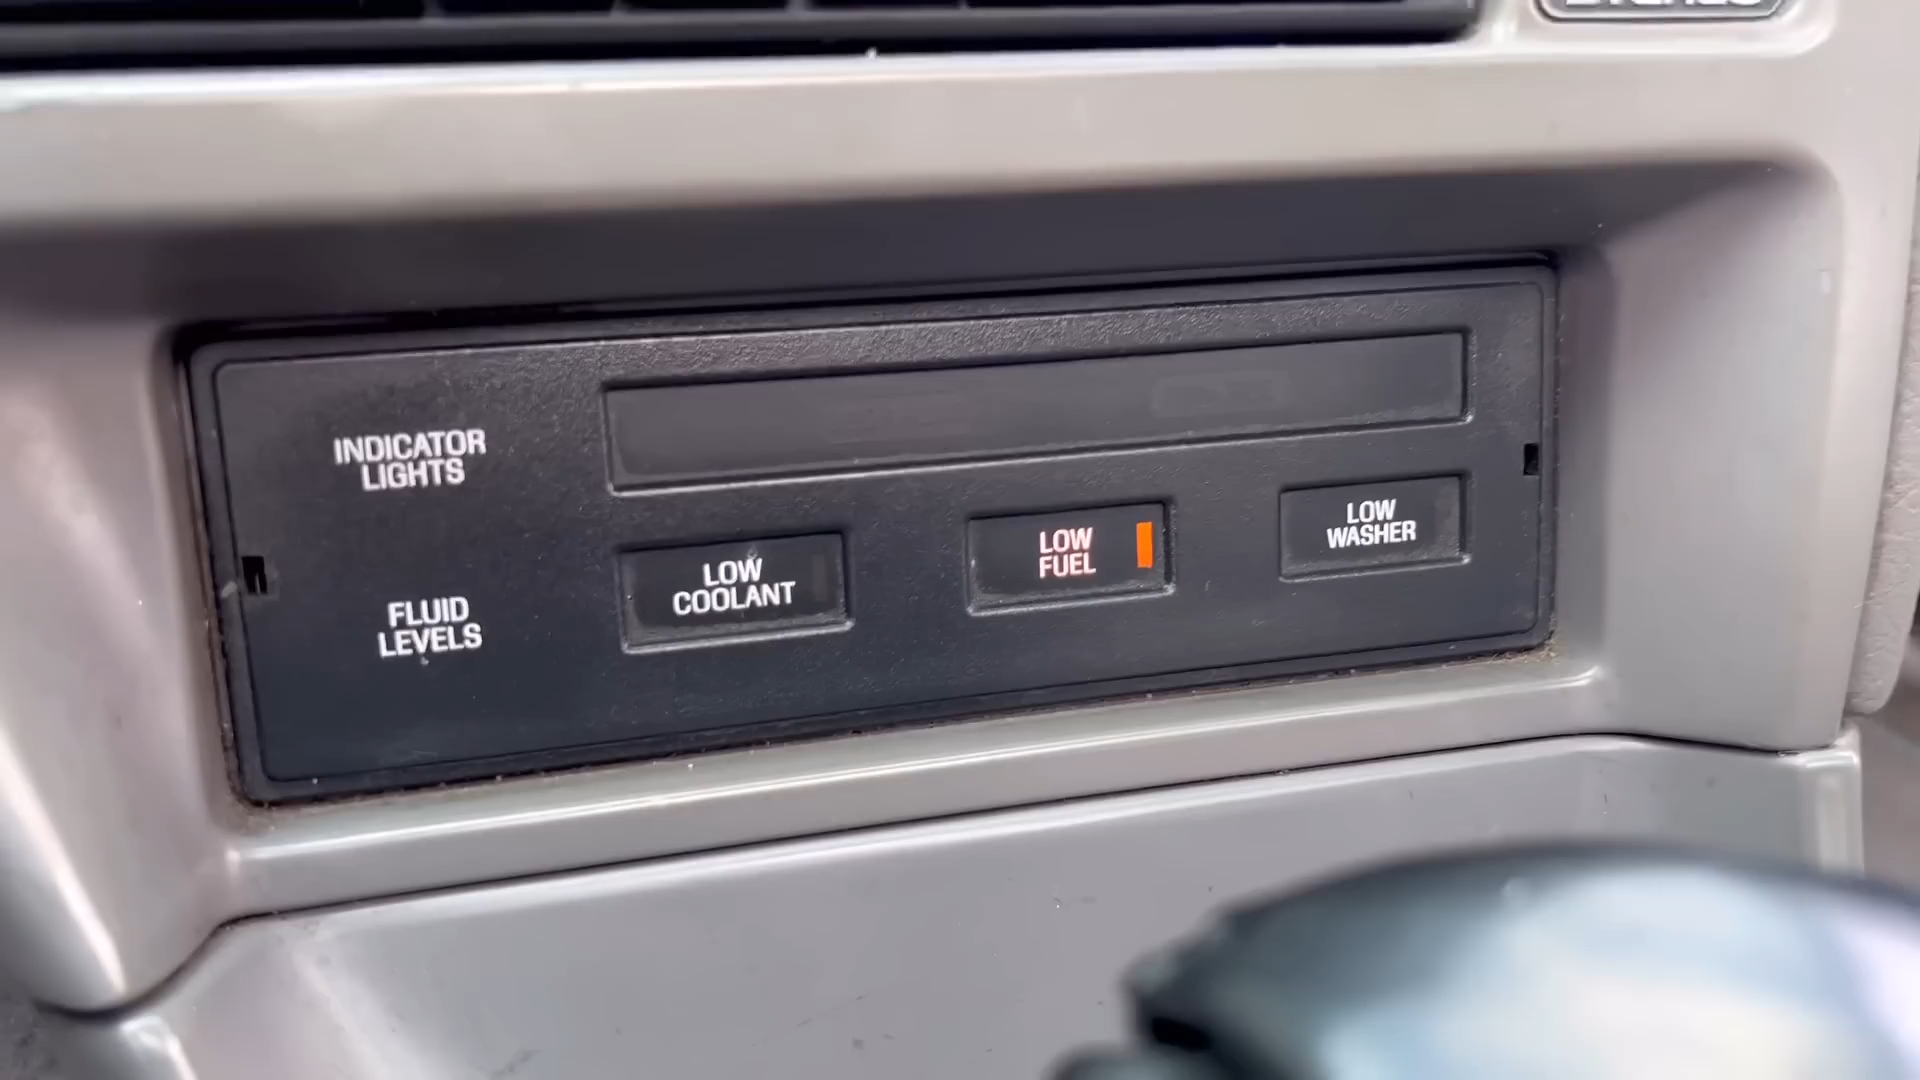 INDICATOR
LIGHTS
FLUID
LEVELS
LOW
COOLANT
LOW
FUEL
LOW
WASHER